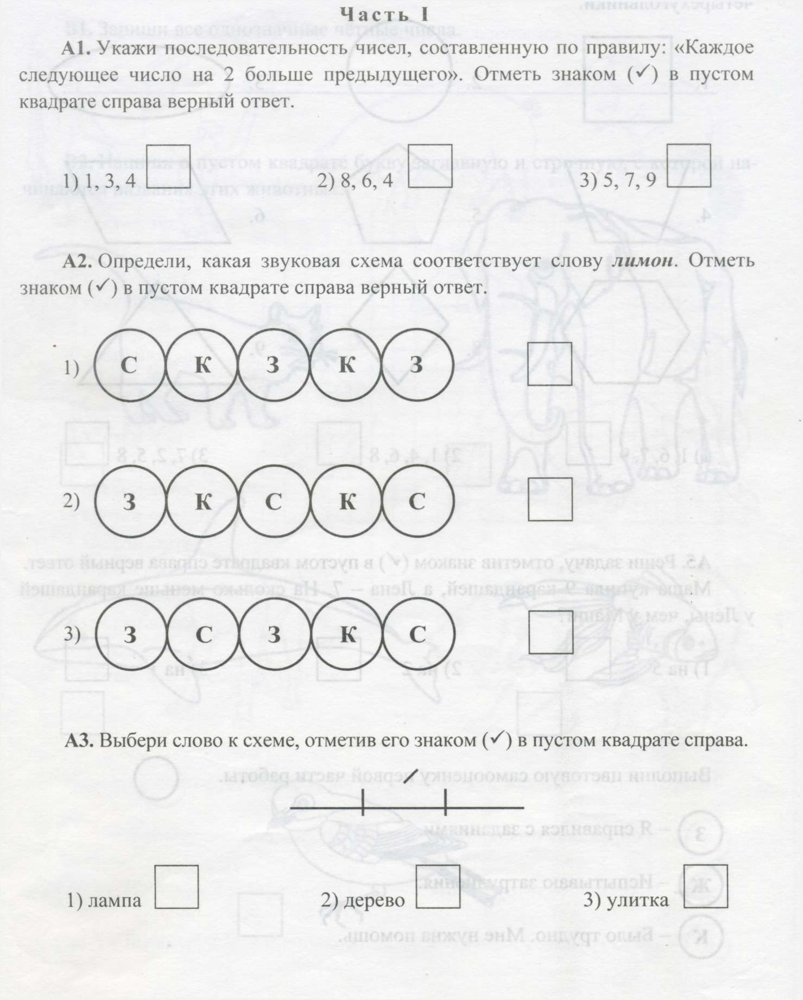 Часть I
А1. Укажи последовательность чисел, составленную по правилу: «Каждое
следующее число на 2 больше предыдущего». Отметь знаком (✓) в пустом
квадрате справа верный ответ.
1) 1, 3, 4
2) 8, 6, 4
3) 5, 7, 9
А2. Определи, какая звуковая схема соответствует слову лимон. Отметь
знаком (✓) в пустом квадрате справа верный ответ.
1) С К З К З
2) З К С К С
3) З С З К С
А3. Выбери слово к схеме, отметив его знаком (✓) в пустом квадрате справа.
1) лампа
2) дерево
3) улитка